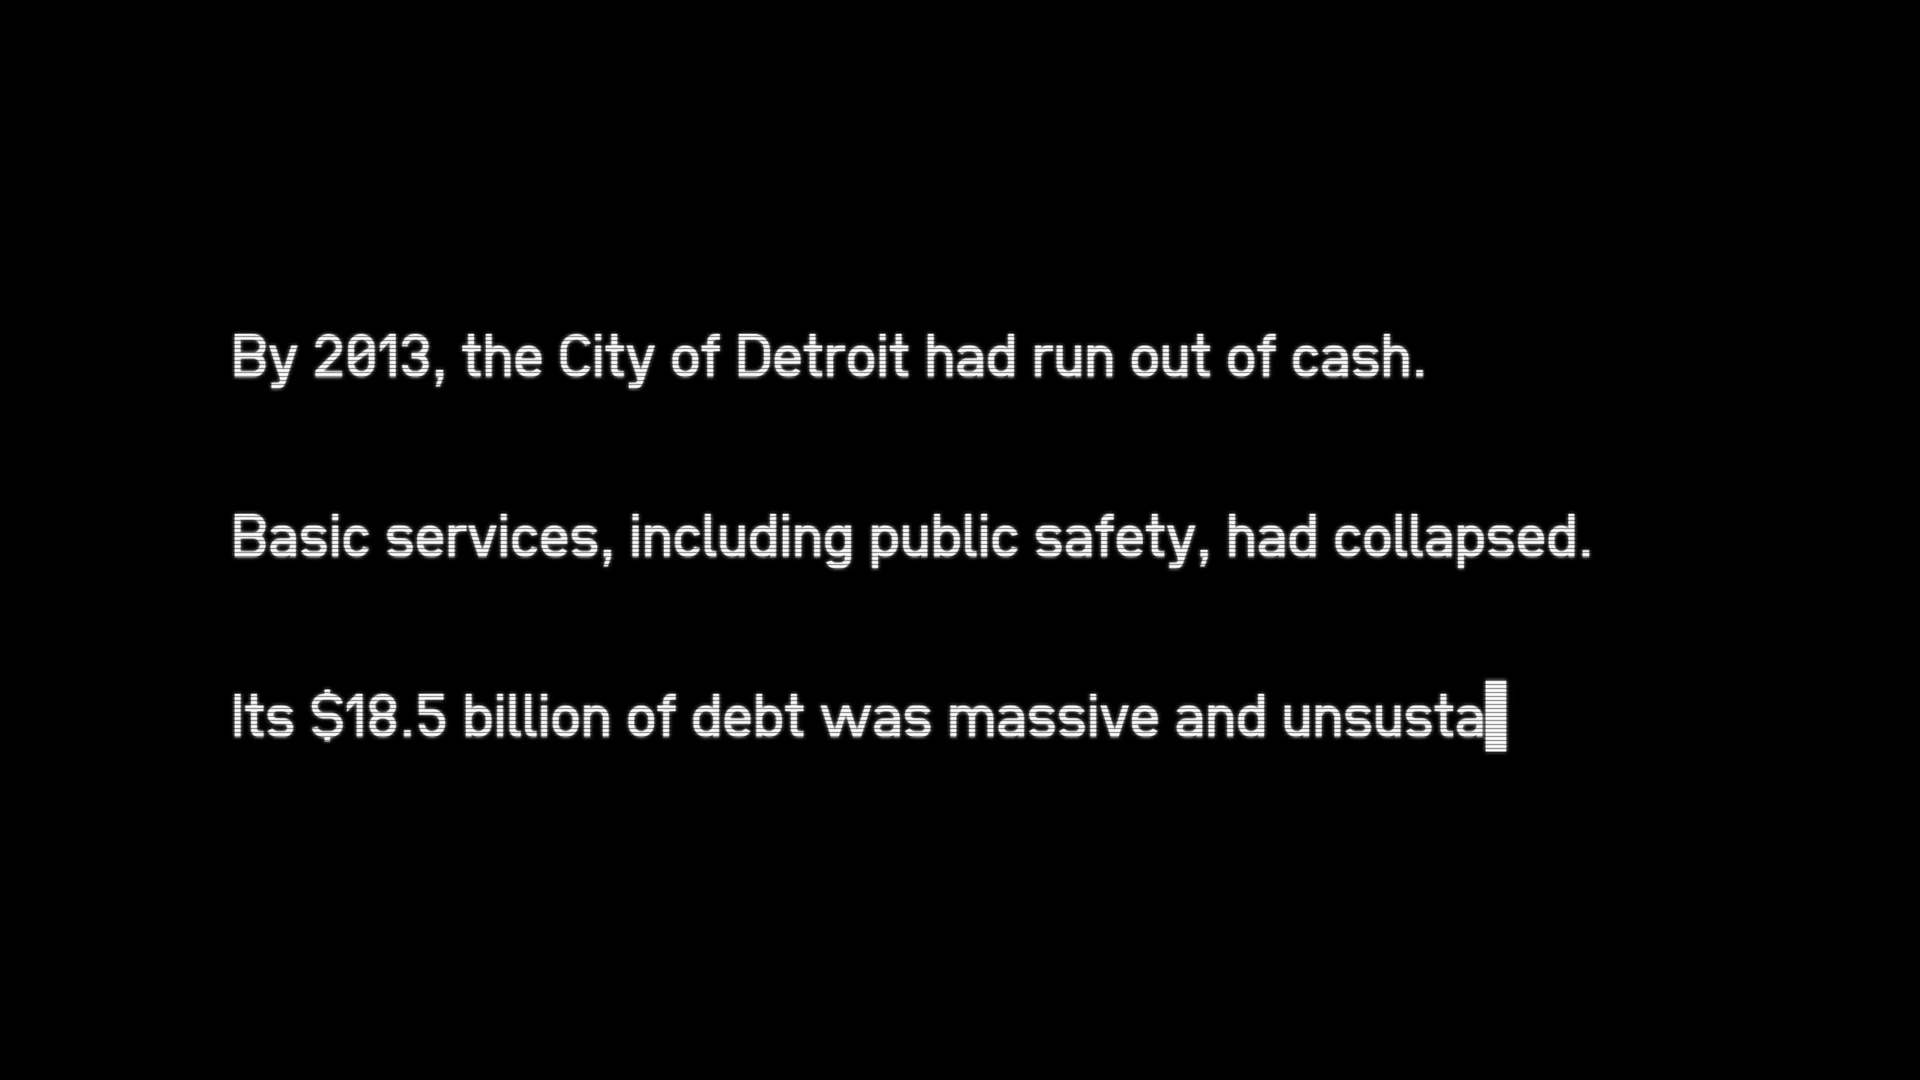 By 2013, the City of Detroit had run out of cash.
Basic services, including public safety, had collapsed.
Its $18.5 billion of debt was massive and unsusta